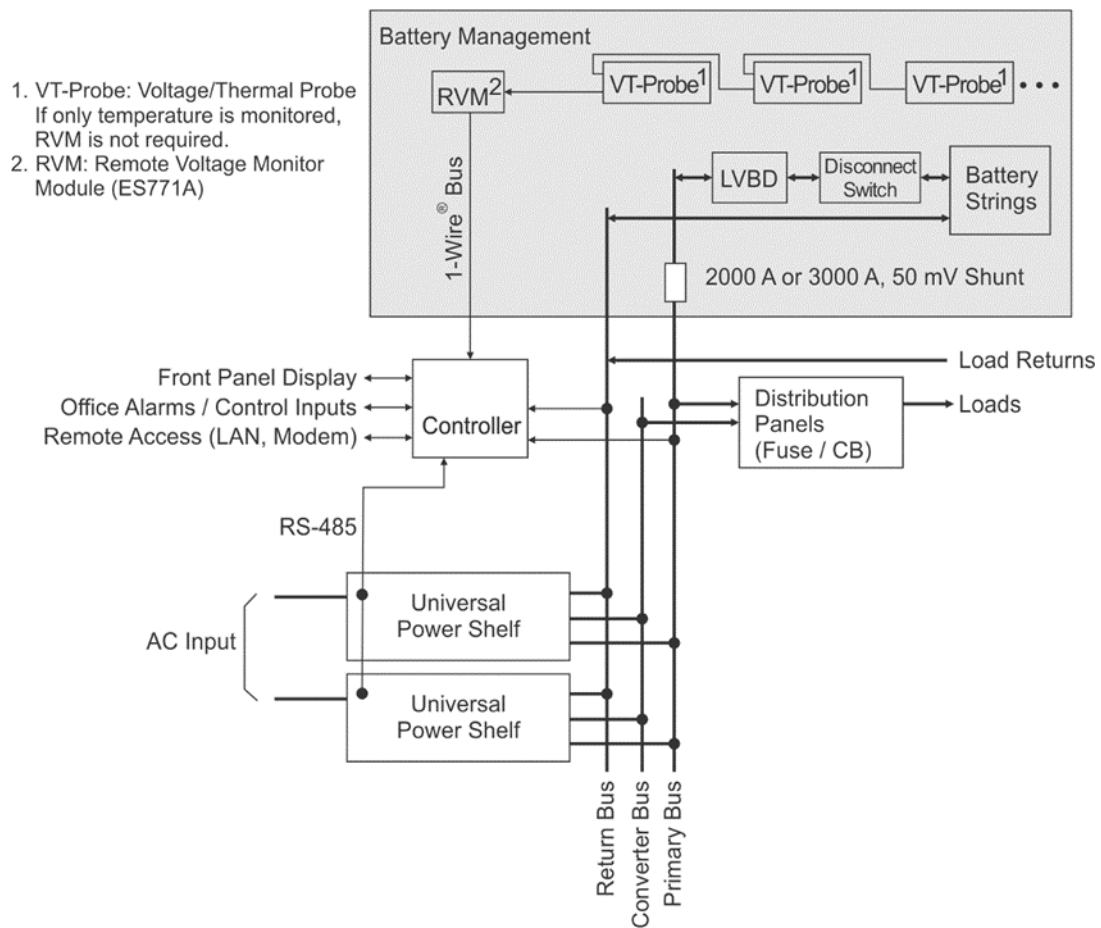 Battery Management
VT-Probe¹
VT-Probe¹
VT-Probe¹
RVM²
1. VT-Probe: Voltage/Thermal Probe
If only temperature is monitored,
RVM is not required.
2. RVM: Remote Voltage Monitor
Module (ES771A)
LVBD
Disconnect
Switch
Battery
Strings
1-Wire® Bus
2000 A or 3000 A, 50 mV Shunt
Load Returns
Front Panel Display
Office Alarms / Control Inputs
Remote Access (LAN, Modem)
Controller
Distribution
Panels
(Fuse / CB)
Loads
RS-485
AC Input
Universal
Power Shelf
Universal
Power Shelf
Return Bus
Converter Bus
Primary Bus